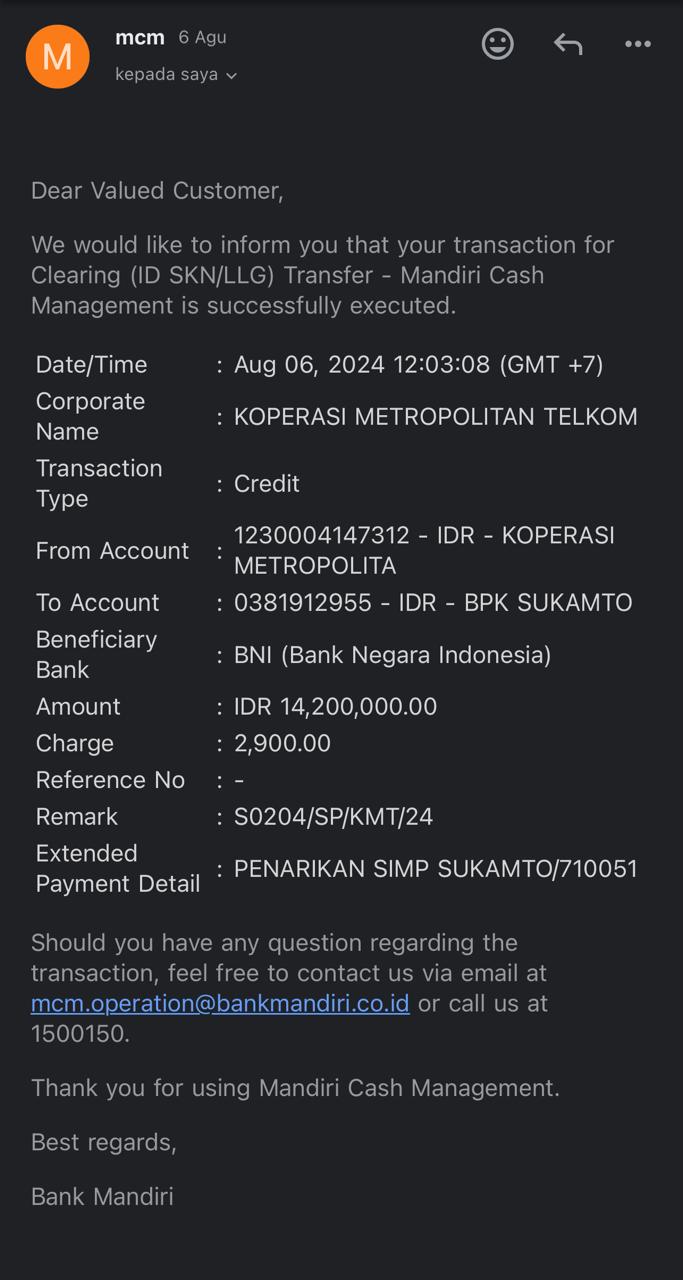 M
mcm 6 Agu
kepada saya
Dear Valued Customer,
We would like to inform you that your transaction for
Clearing (ID SKN/LLG) Transfer - Mandiri Cash
Management is successfully executed.
Date/Time : Aug 06, 2024 12:03:08 (GMT +7)
Corporate
Name : KOPERASI METROPOLITAN TELKOM
Transaction
Type : Credit
From Account : 1230004147312 - IDR - KOPERASI
METROPOLITA
To Account : 0381912955 - IDR - BPK SUKAMTO
Beneficiary
Bank : BNI (Bank Negara Indonesia)
Amount : IDR 14,200,000.00
Charge : 2,900.00
Reference No : -
Remark : S0204/SP/KMT/24
Extended
Payment Detail : PENARIKAN SIMP SUKAMTO/710051
Should you have any question regarding the
transaction, feel free to contact us via email at
mcm.operation@bankmandiri.co.id or call us at
1500150.
Thank you for using Mandiri Cash Management.
Best regards,
Bank Mandiri